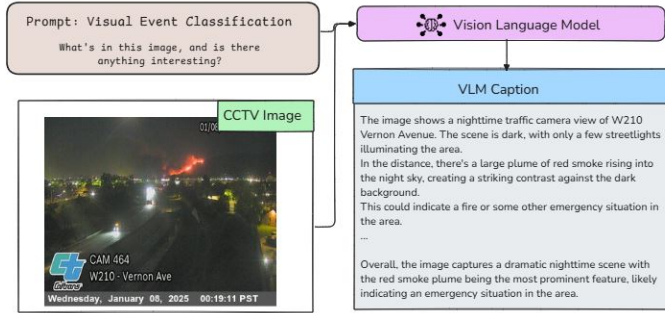 Prompt: Visual Event Classification
What's in this image, and is there
anything interesting?
Vision Language Model
CCTV Image
CAM 464
W210 - Vernon Ave
Caltrans
Wednesday, January 08, 2025 00:19:11 PST
VLM Caption
The image shows a nighttime traffic camera view of W210
Vernon Avenue. The scene is dark, with only a few streetlights
illuminating the area.
In the distance, there's a large plume of red smoke rising into
the night sky, creating a striking contrast against the dark
background.
This could indicate a fire or some other emergency situation in
the area.
...
Overall, the image captures a dramatic nighttime scene with
the red smoke plume being the most prominent feature, likely
indicating an emergency situation in the area.